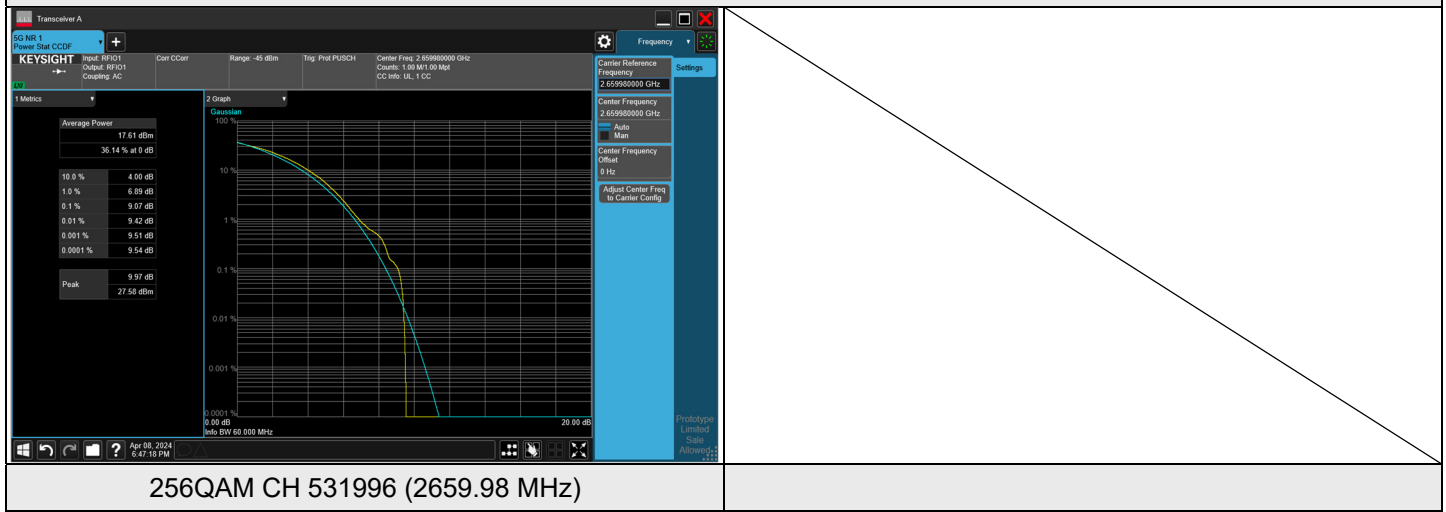 Transceiver A
5G NR 1
Power Stat CCDF
+
Frequency
KEYSIGHT
LXI
Input: RFIO1
Output: RFIO1
Coupling: AC
Corr CCorr
Range: -45 dBm
Trig: Prot PUSCH
Center Freq: 2.659980000 GHz
Counts: 1.00 M/1.00 Mpt
CC Info: UL, 1 CC
Carrier Reference
Frequency
2.659980000 GHz
Settings
Center Frequency
2.659980000 GHz
Auto
Man
Center Frequency
Offset
0 Hz
Adjust Center Freq
to Carrier Config
1 Metrics
Average Power
17.61 dBm
36.14 % at 0 dB
10.0 % 4.00 dB
1.0 % 6.89 dB
0.1 % 9.07 dB
0.01 % 9.42 dB
0.001 % 9.51 dB
0.0001 % 9.54 dB
Peak 9.97 dB
27.58 dBm
2 Graph
Gaussian
100 %
10 %
1 %
0.1 %
0.01 %
0.001 %
0.0001 %
0.00 dB 20.00 dB
Info BW 60.000 MHz
Prototype
Limited
Sale
Allowed
?
Apr 08, 2024
6:47:18 PM
256QAM CH 531996 (2659.98 MHz)